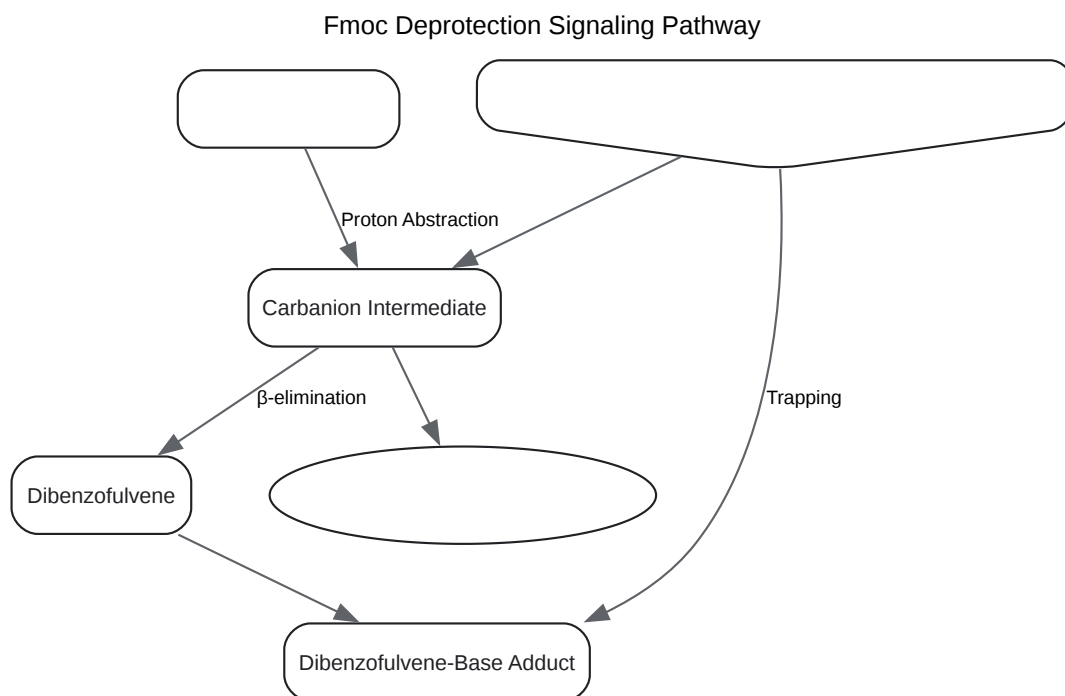 Fmoc Deprotection Signaling Pathway
Proton Abstraction
Carbanion Intermediate
β-elimination
Trapping
Dibenzofulvene
Dibenzofulvene-Base Adduct